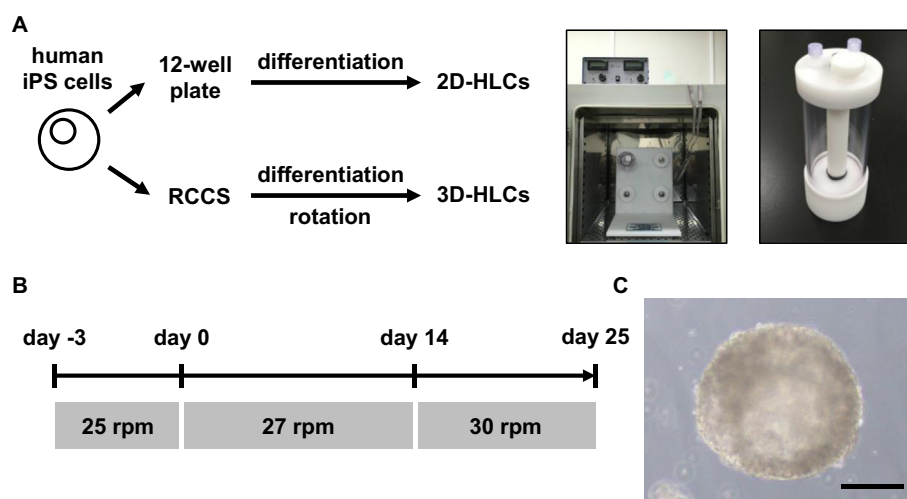 A
human
iPS cells
12-well
plate
differentiation
2D-HLCs
RCCS
differentiation
rotation
3D-HLCs
B
day -3
day 0
day 14
day 25
25 rpm
27 rpm
30 rpm
C